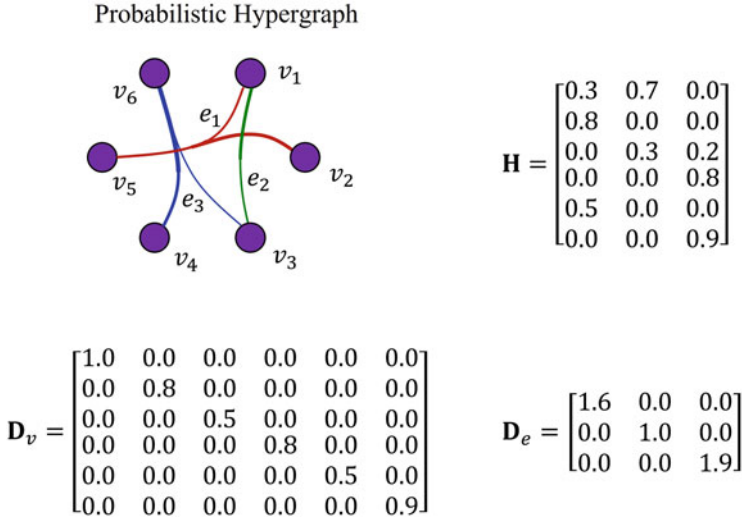 Probabilistic Hypergraph
v₆ v₁
e₁
v₅ e₂ v₂
e₃
v₄ v₃
H = [0.3 0.7 0.0
0.8 0.0 0.0
0.0 0.3 0.2
0.0 0.0 0.8
0.5 0.0 0.0
0.0 0.0 0.9]
D_v = [1.0 0.0 0.0 0.0 0.0 0.0
0.0 0.8 0.0 0.0 0.0 0.0
0.0 0.0 0.5 0.0 0.0 0.0
0.0 0.0 0.0 0.8 0.0 0.0
0.0 0.0 0.0 0.0 0.5 0.0
0.0 0.0 0.0 0.0 0.0 0.9]
D_e = [1.6 0.0 0.0
0.0 1.0 0.0
0.0 0.0 1.9]